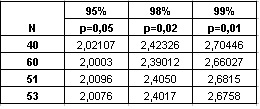 95% 98% 99%
N p=0,05 p=0,02 p=0,01
40 2,02107 2,42326 2,70446
60 2,0003 2,39012 2,66027
51 2,0096 2,4050 2,6815
53 2,0076 2,4017 2,6758